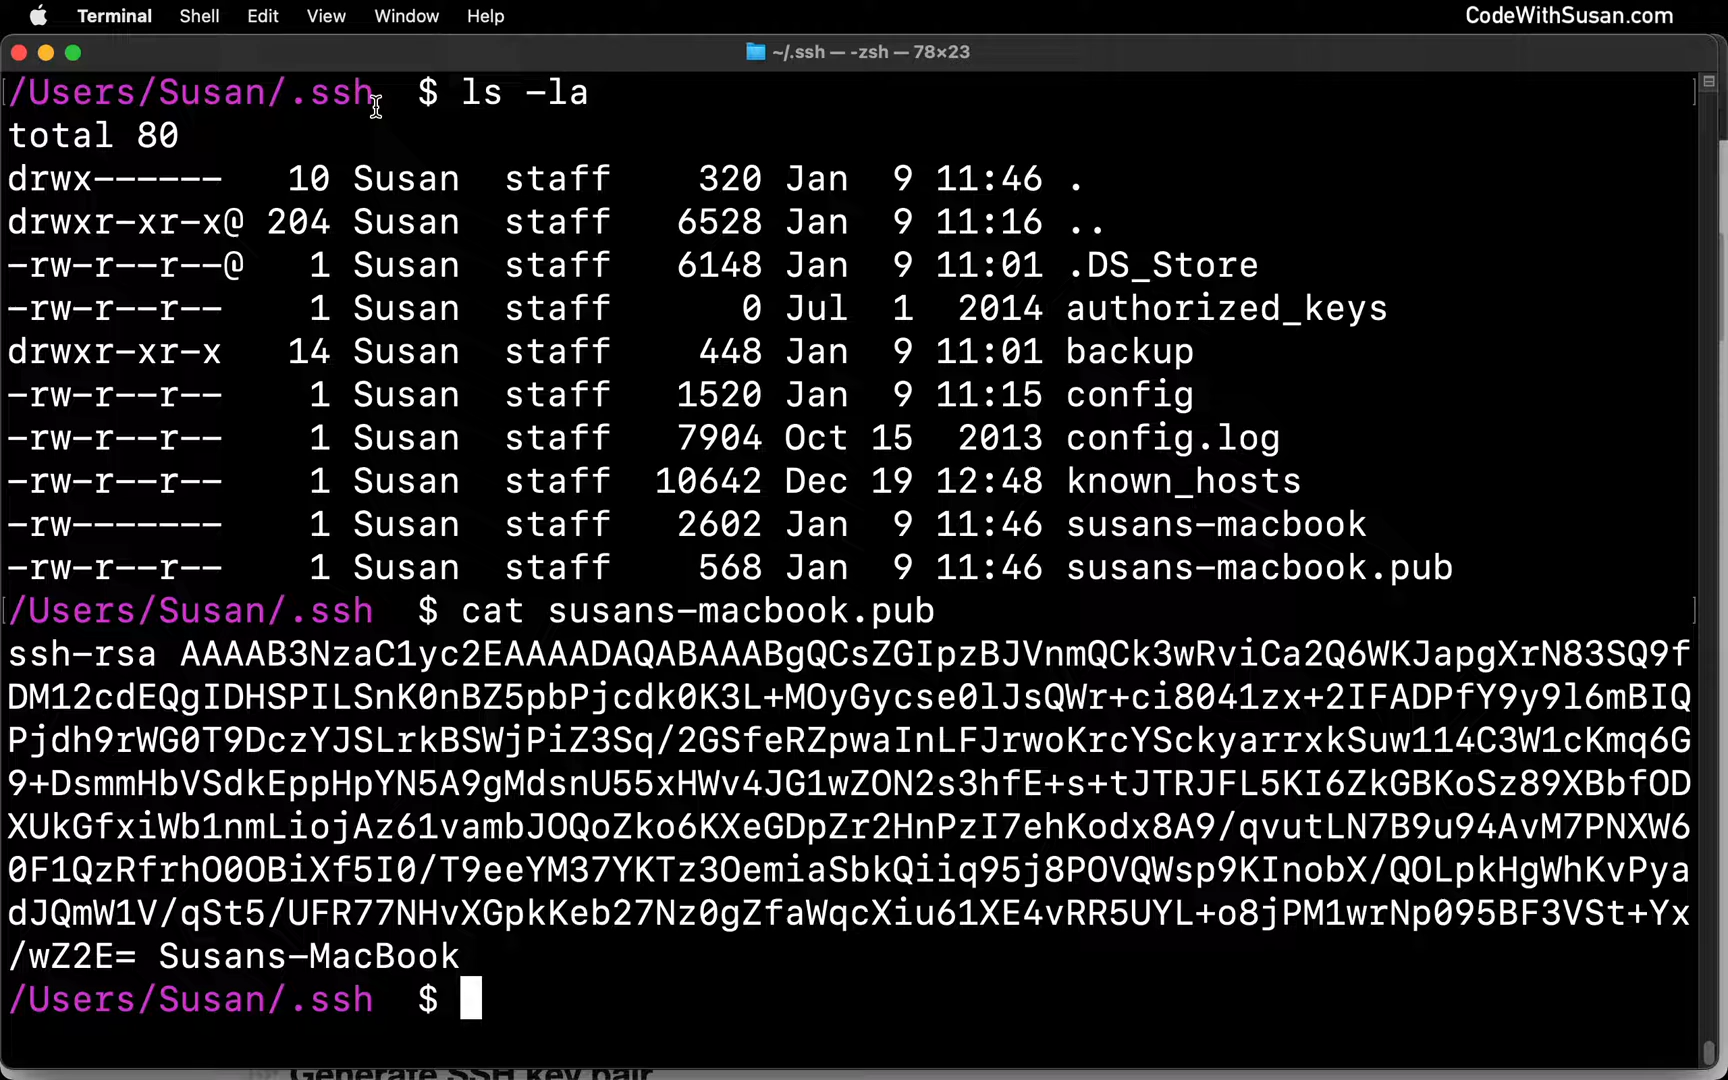 Terminal Shell Edit View Window Help CodeWithSusan.com
~/.ssh — -zsh — 78×23
/Users/Susan/.ssh $ ls -la
total 80
drwx------ 10 Susan staff 320 Jan 9 11:46 .
drwxr-xr-x@ 204 Susan staff 6528 Jan 9 11:16 ..
-rw-r--r--@ 1 Susan staff 6148 Jan 9 11:01 .DS_Store
-rw-r--r-- 1 Susan staff 0 Jul 1 2014 authorized_keys
drwxr-xr-x 14 Susan staff 448 Jan 9 11:01 backup
-rw-r--r-- 1 Susan staff 1520 Jan 9 11:15 config
-rw-r--r-- 1 Susan staff 7904 Oct 15 2013 config.log
-rw-r--r-- 1 Susan staff 10642 Dec 19 12:48 known_hosts
-rw------- 1 Susan staff 2602 Jan 9 11:46 susans-macbook
-rw-r--r-- 1 Susan staff 568 Jan 9 11:46 susans-macbook.pub
/Users/Susan/.ssh $ cat susans-macbook.pub
ssh-rsa AAAAB3NzaC1yc2EAAAADAQABAAABgQCsZGIpzBJVnmQCk3wRviCa2Q6WKJapgXrN83SQ9f
DM12cdEQgIDHSPILSnK0nBZ5pbPjcdk0K3L+MOyGycse0lJsQWr+ci8041zx+2IFADPfY9y9l6mBIQ
Pjdh9rWG0T9DczYJSLrkBSWjPiZ3Sq/2GSfeRZpwaInLFJrwoKrcYSckyarrxkSuw114C3W1cKmq6G
9+DsmmHbVSdkEppHpYN5A9gMdsnU55xHWv4JG1wZON2s3hfE+s+tJTRJFL5KI6ZkGBKoSz89XBbfOD
XUkGfxiWb1nmLiojAz61vambJOQoZko6KXeGDpZr2HnPzI7ehKodx8A9/qvutLN7B9u94AvM7PNXW6
0F1QzRfrhO0OBiXf5I0/T9eeYM37YKTz3OemiaSbkQiiq95j8POVQWsp9KInobX/QOLpkHgWhKvPya
dJQmW1V/qSt5/UFR77NHvXGpkKeb27Nz0gZfaWqcXiu61XE4vRR5UYL+o8jPM1wrNp095BF3VSt+Yx
/wZ2E= Susans-MacBook
/Users/Susan/.ssh $
Generate SSH key pair